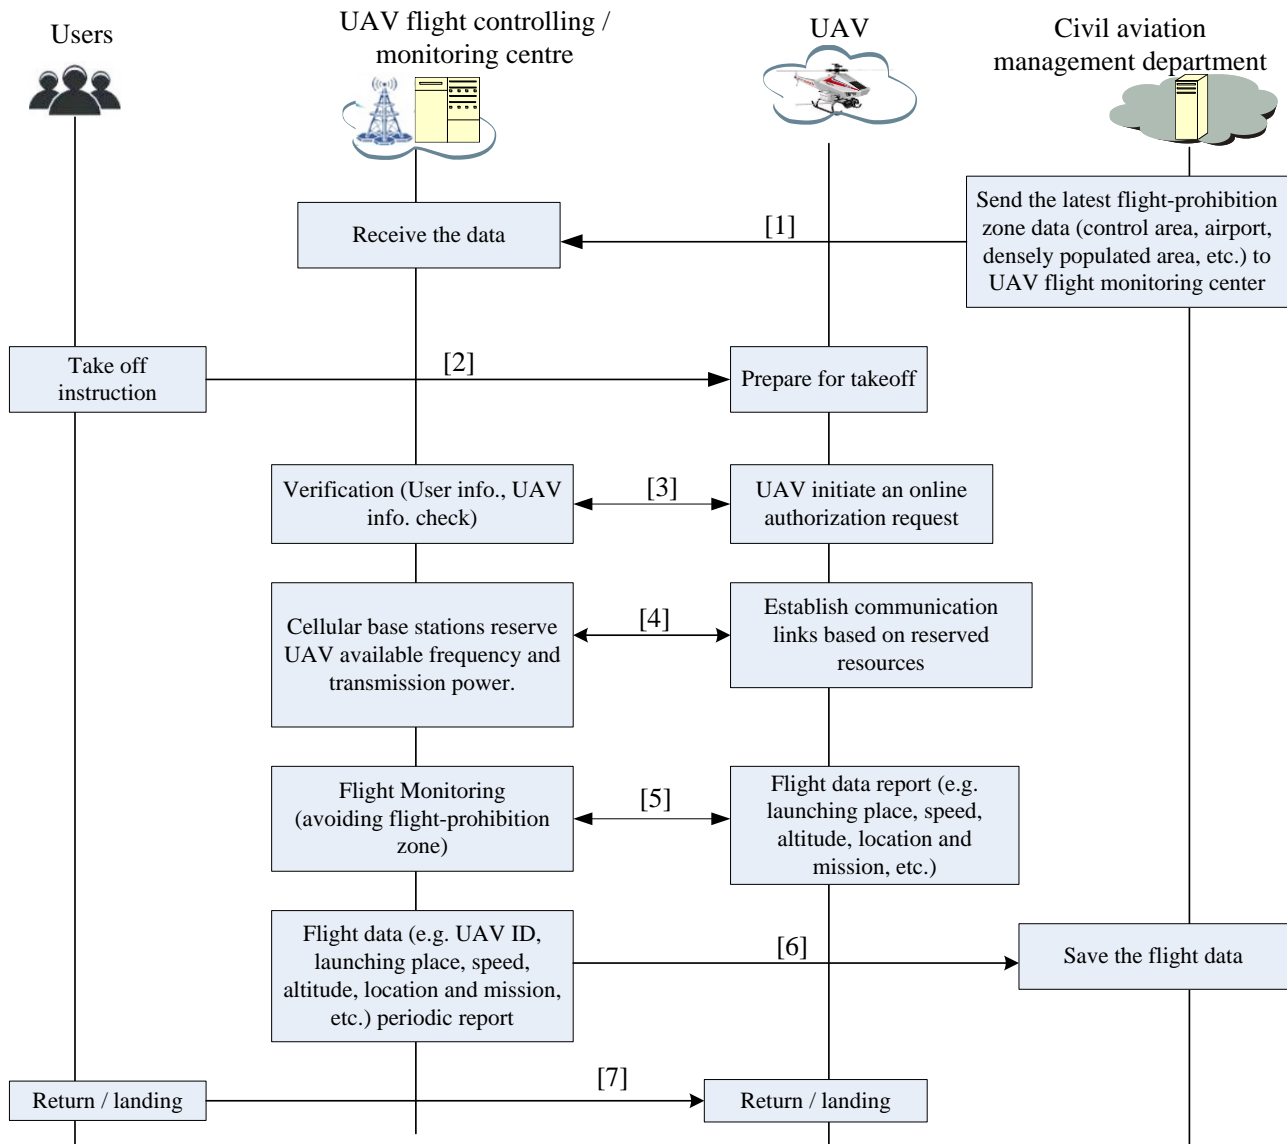 Users
UAV flight controlling /
monitoring centre
UAV
Civil aviation
management department
Receive the data
[1]
Send the latest flight-prohibition
zone data (control area, airport,
densely populated area, etc.) to
UAV flight monitoring center
Take off
instruction
[2]
Prepare for takeoff
Verification (User info., UAV
info. check)
[3]
UAV initiate an online
authorization request
Cellular base stations reserve
UAV available frequency and
transmission power.
[4]
Establish communication
links based on reserved
resources
Flight Monitoring
(avoiding flight-prohibition
zone)
[5]
Flight data report (e.g.
launching place, speed,
altitude, location and
mission, etc.)
Flight data (e.g. UAV ID,
launching place, speed,
altitude, location and mission,
etc.) periodic report
[6]
Save the flight data
Return / landing
[7]
Return / landing